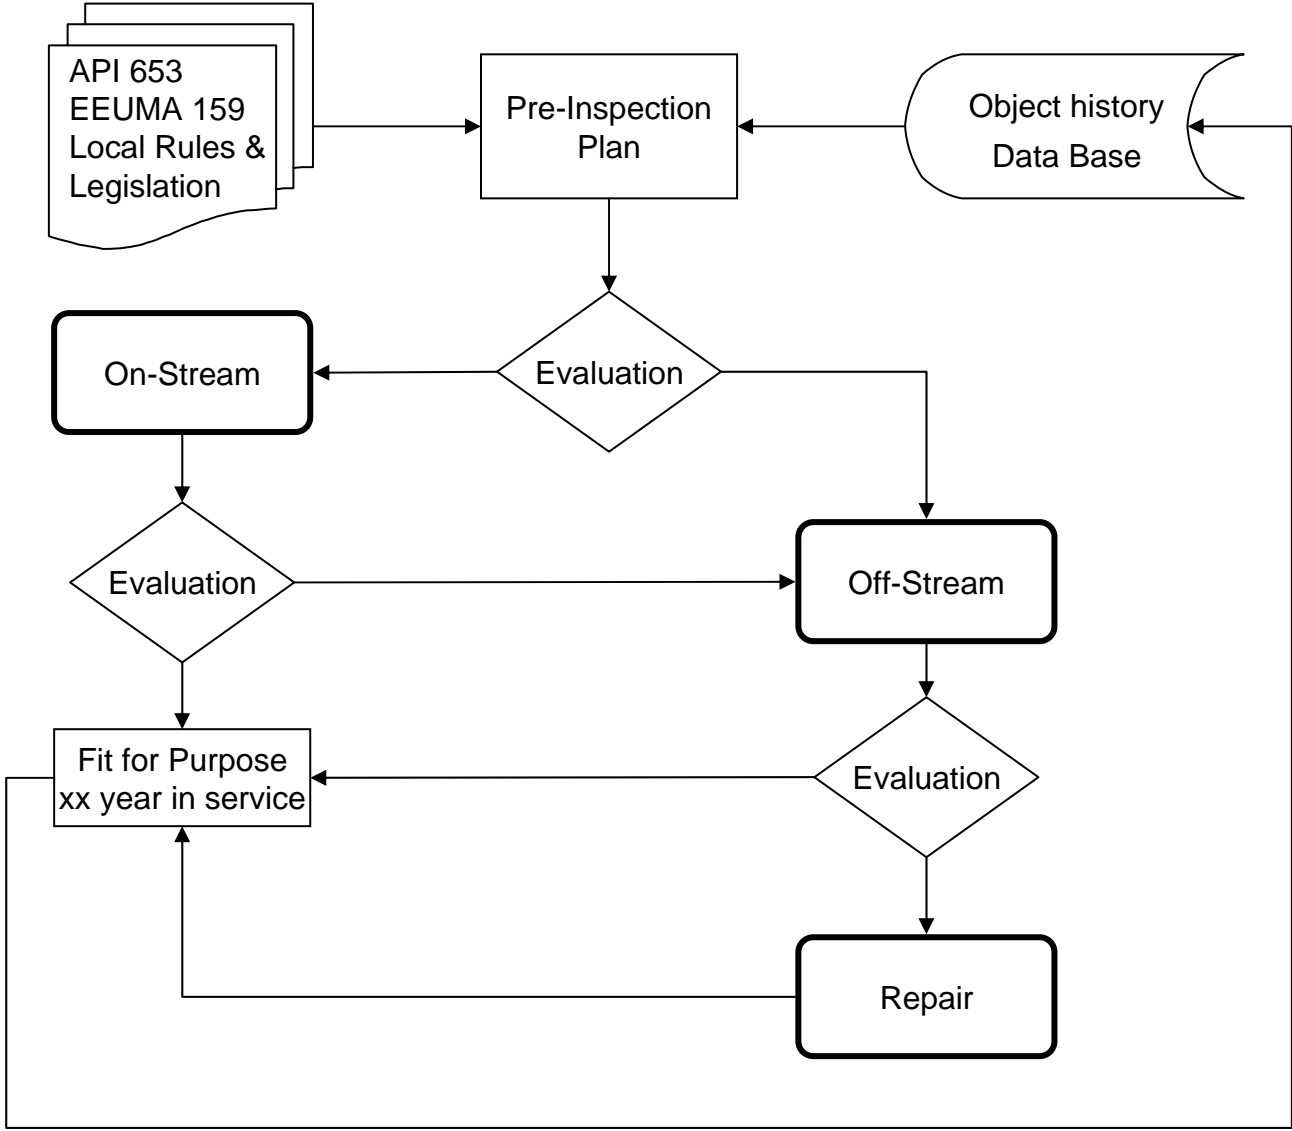 API 653
EEUMA 159
Local Rules &
Legislation
Pre-Inspection
Plan
Object history
Data Base
On-Stream
Evaluation
Evaluation
Off-Stream
Fit for Purpose
xx year in service
Evaluation
Repair